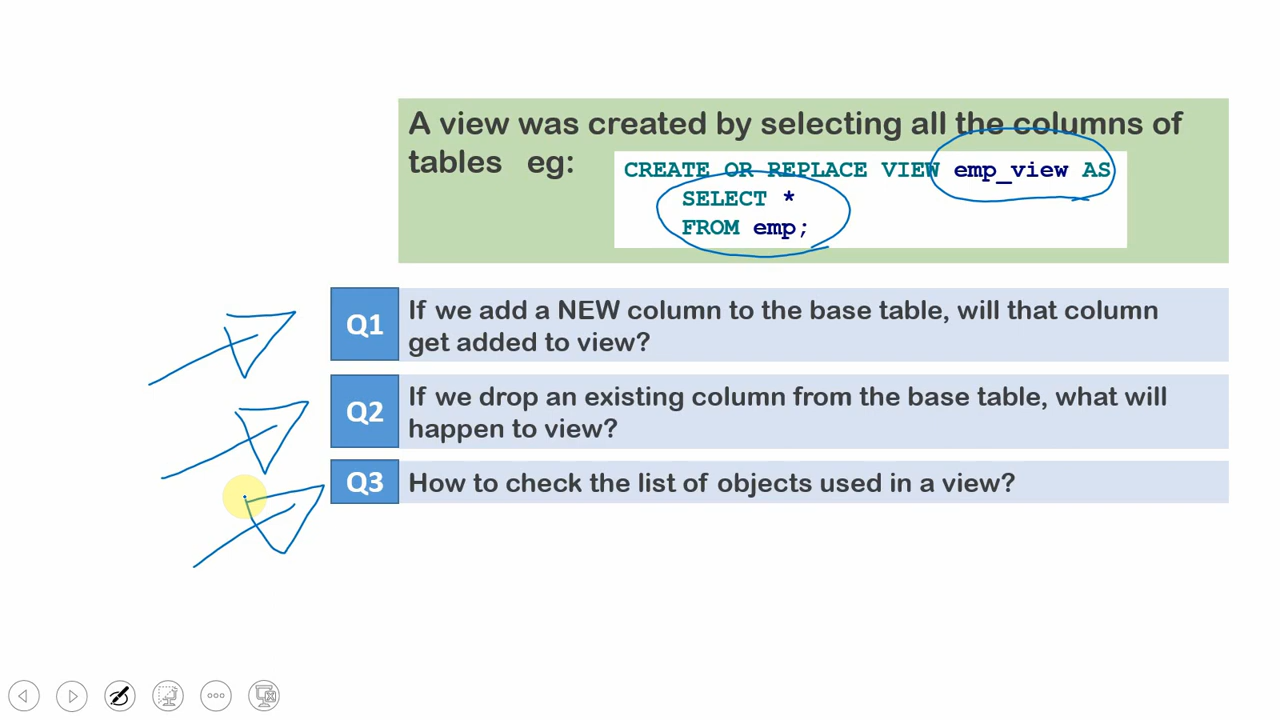 A view was created by selecting all the columns of
tables eg:
CREATE OR REPLACE VIEW emp_view AS
SELECT *
FROM emp;
Q1
If we add a NEW column to the base table, will that column
get added to view?
Q2
If we drop an existing column from the base table, what will
happen to view?
Q3
How to check the list of objects used in a view?